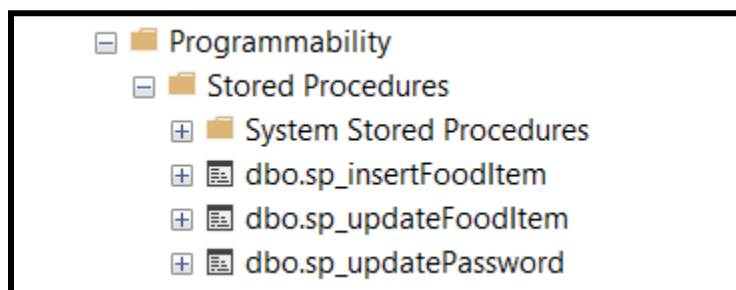 Programmability
Stored Procedures
System Stored Procedures
dbo.sp_insertFoodItem
dbo.sp_updateFoodItem
dbo.sp_updatePassword